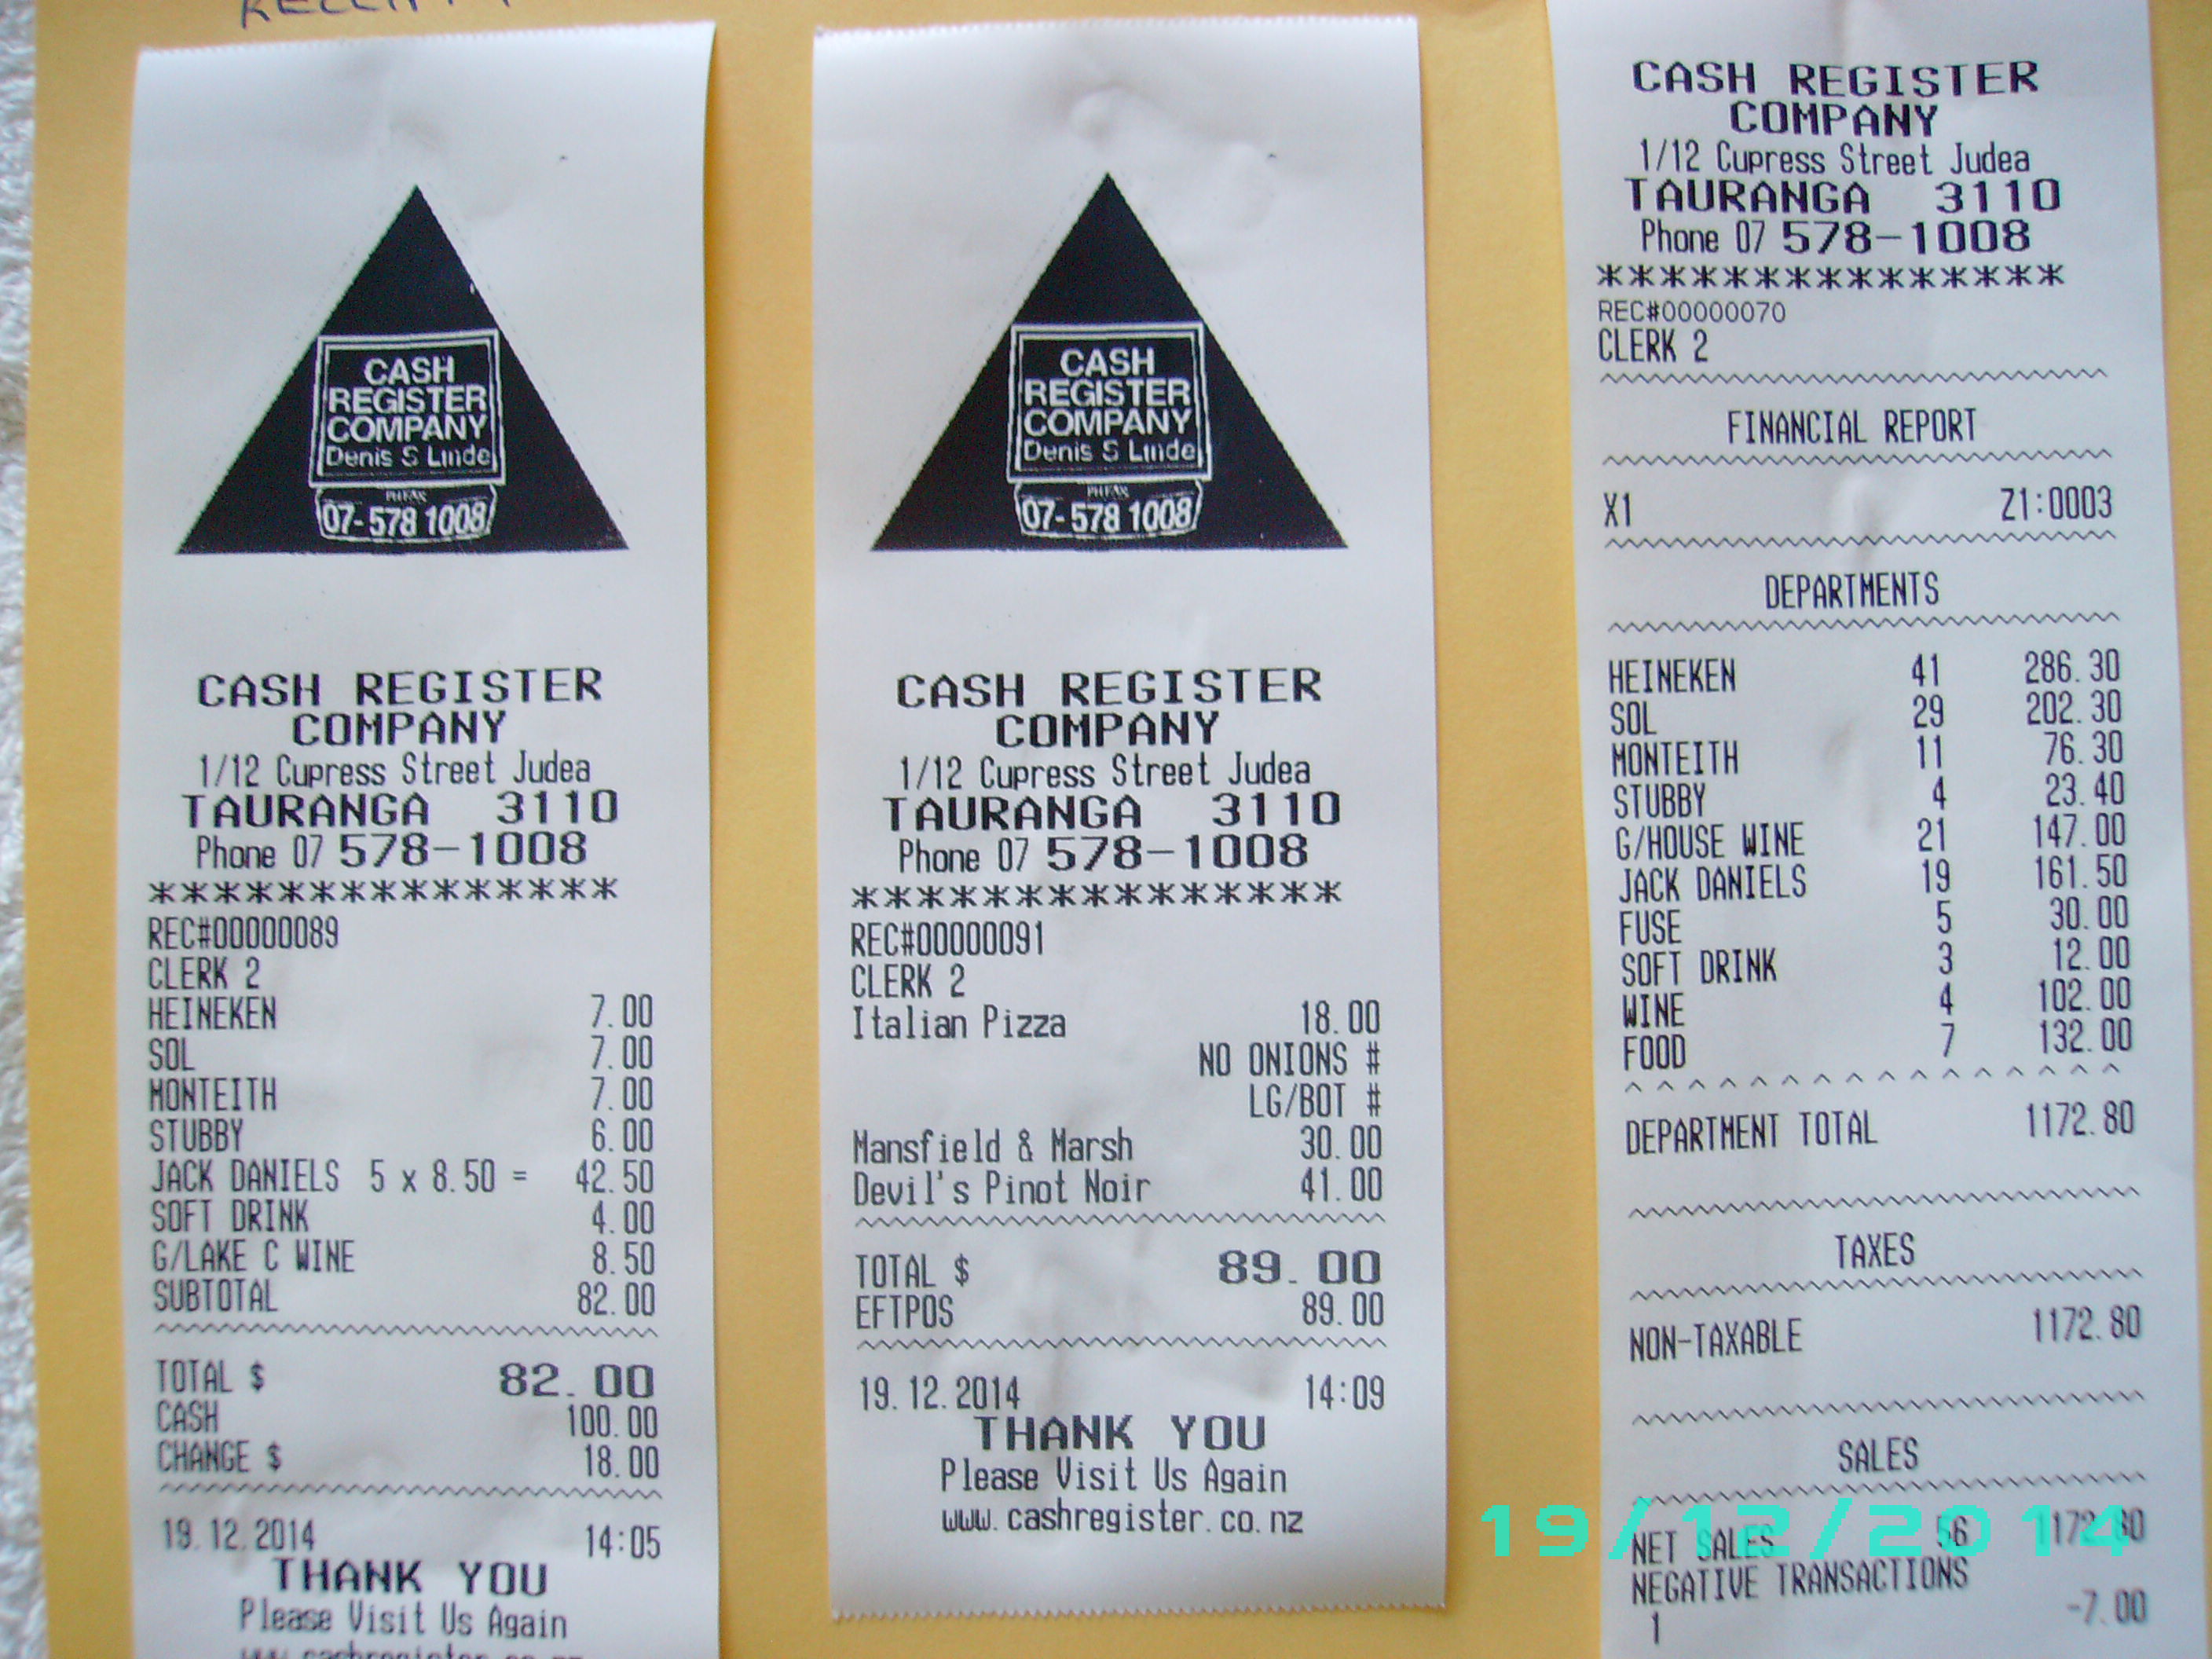 CASH
REGISTER
COMPANY
Denis S Linde
PH/FAX
07-578 1008
CASH REGISTER
COMPANY
1/12 Cupress Street Judea
TAURANGA 3110
Phone 07 578-1008
***************
REC#00000089
CLERK 2
HEINEKEN 7.00
SOL 7.00
MONTEITH 7.00
STUBBY 6.00
JACK DANIELS 5 x 8.50 = 42.50
SOFT DRINK 4.00
G/LAKE C WINE 8.50
SUBTOTAL 82.00
TOTAL $ 82.00
CASH 100.00
CHANGE $ 18.00
19.12.2014 14:05
THANK YOU
Please Visit Us Again
CASH
REGISTER
COMPANY
Denis S Linde
PH/FAX
07-578 1008
CASH REGISTER
COMPANY
1/12 Cupress Street Judea
TAURANGA 3110
Phone 07 578-1008
***************
REC#00000091
CLERK 2
Italian Pizza 18.00
NO ONIONS #
LG/BOT #
Mansfield & Marsh 30.00
Devil's Pinot Noir 41.00
TOTAL $ 89.00
EFTPOS 89.00
19.12.2014 14:09
THANK YOU
Please Visit Us Again
www.cashregister.co.nz
CASH REGISTER
COMPANY
1/12 Cupress Street Judea
TAURANGA 3110
Phone 07 578-1008
***************
REC#00000070
CLERK 2
FINANCIAL REPORT
X1 Z1:0003
DEPARTMENTS
HEINEKEN 41 286.30
SOL 29 202.30
MONTEITH 11 76.30
STUBBY 4 23.40
G/HOUSE WINE 21 147.00
JACK DANIELS 19 161.50
FUSE 5 30.00
SOFT DRINK 3 12.00
WINE 4 102.00
FOOD 7 132.00
DEPARTMENT TOTAL 1172.80
TAXES
NON-TAXABLE 1172.80
SALES
NET SALES 56 1172.80
NEGATIVE TRANSACTIONS
1 -7.00
19/12/2014